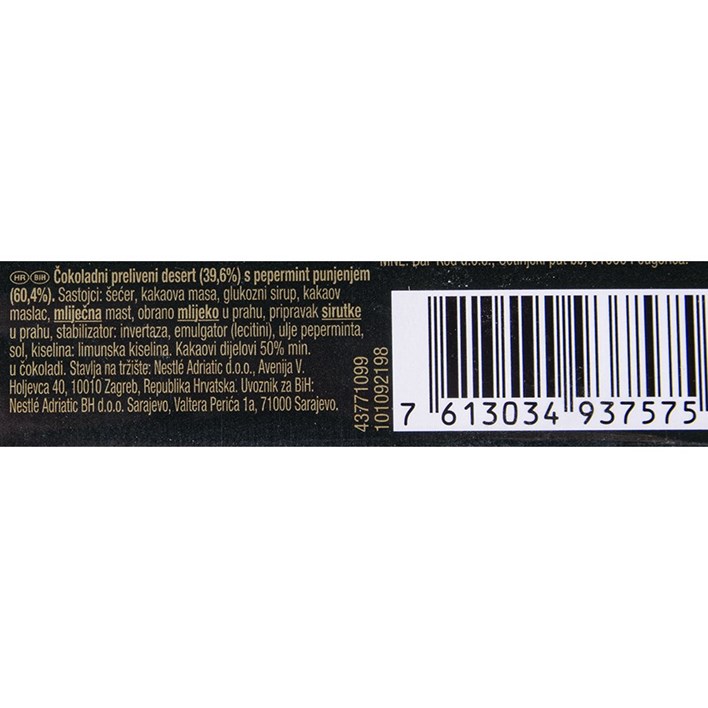 HR BiH Čokoladni preliveni desert (39,6%) s pepermint punjenjem
(60,4%). Sastojci: šećer, kakaova masa, glukozni sirup, kakaov
maslac, mliječna mast, obrano mlijeko u prahu, pripravak sirutke
u prahu, stabilizator: invertaza, emulgator (lecitini), ulje peperminta,
sol, kiselina: limunska kiselina. Kakaovi dijelovi 50% min.
u čokoladi. Stavlja na tržište: Nestlé Adriatic d.o.o., Avenija V.
Holjevca 40, 10010 Zagreb, Republika Hrvatska. Uvoznik za BiH:
Nestlé Adriatic BH d.o.o. Sarajevo, Valtera Perića 1a, 71000 Sarajevo.
43771099
101092198
7 613034 937575